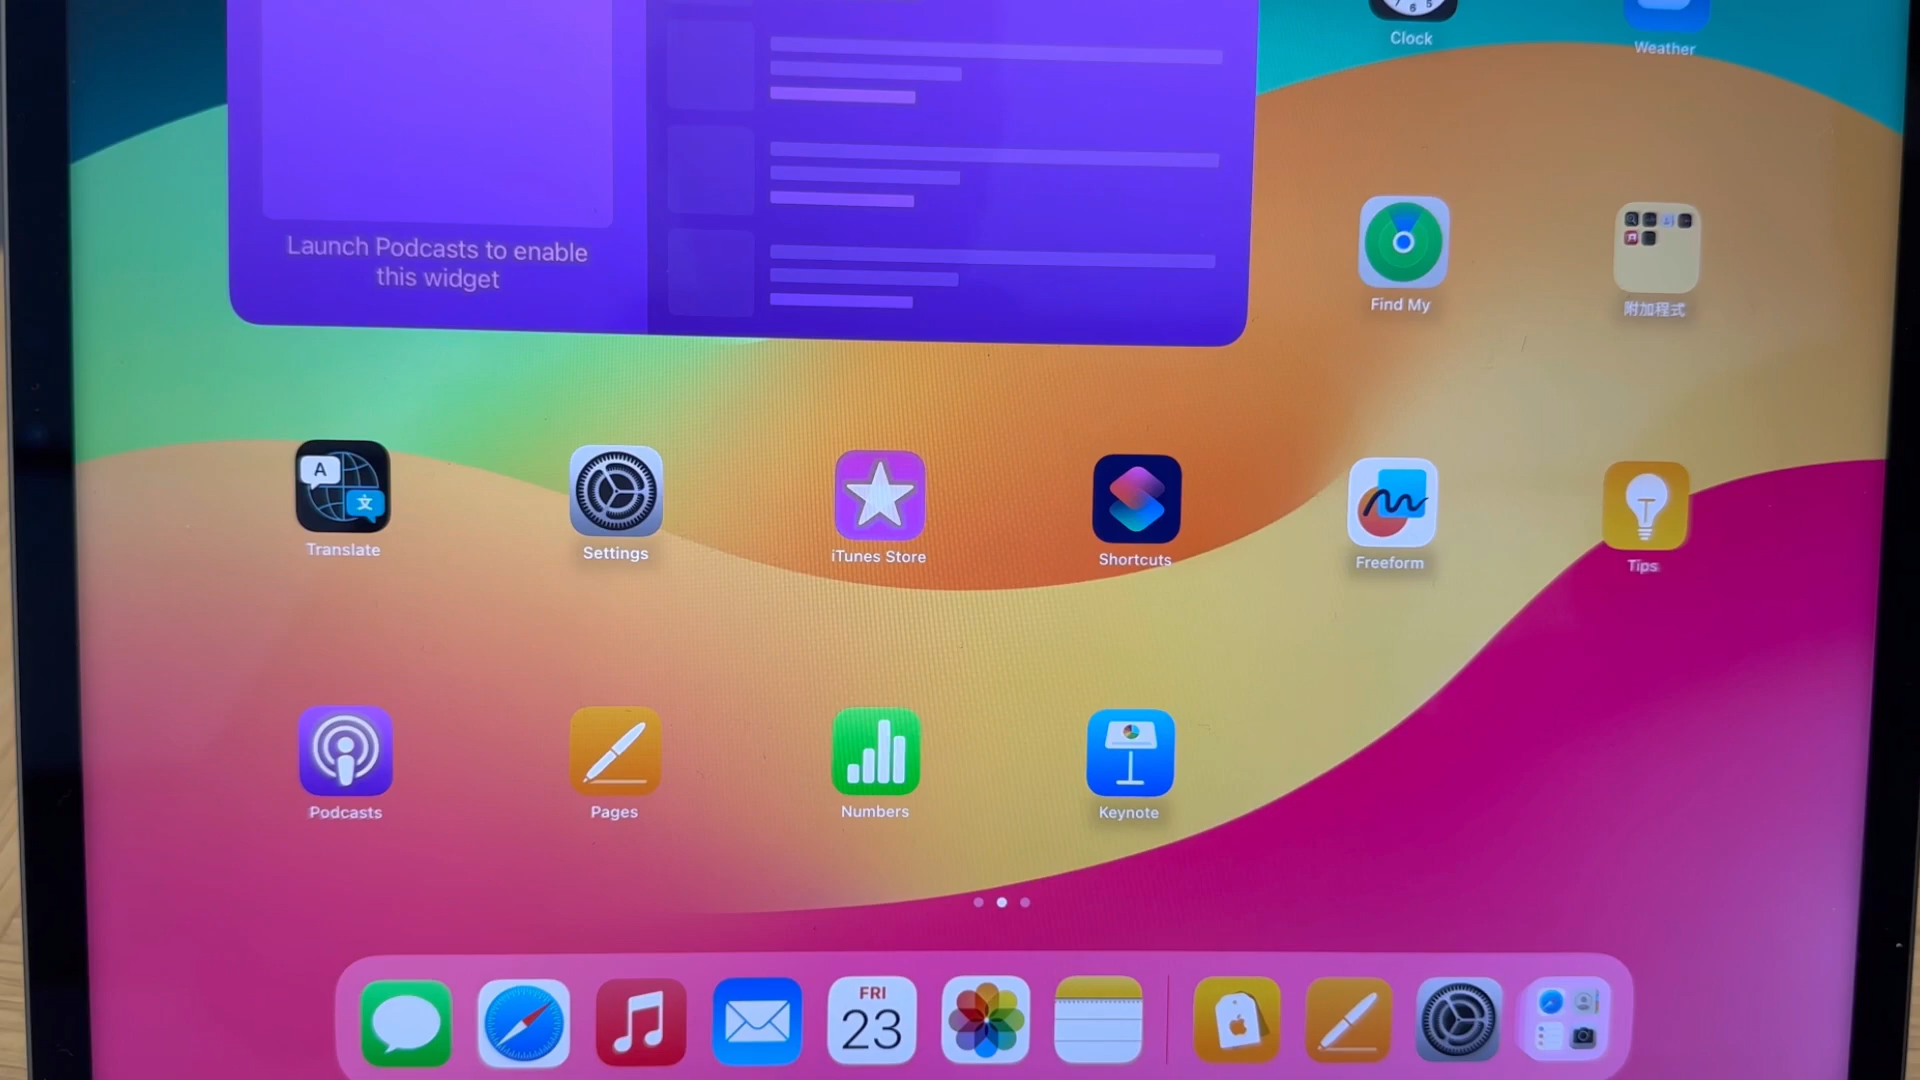 Clock
Weather
Launch Podcasts to enable
this widget
Find My
附加程式
A
文
Translate
Settings
iTunes Store
Shortcuts
Freeform
Tips
Podcasts
Pages
Numbers
Keynote
FRI
23